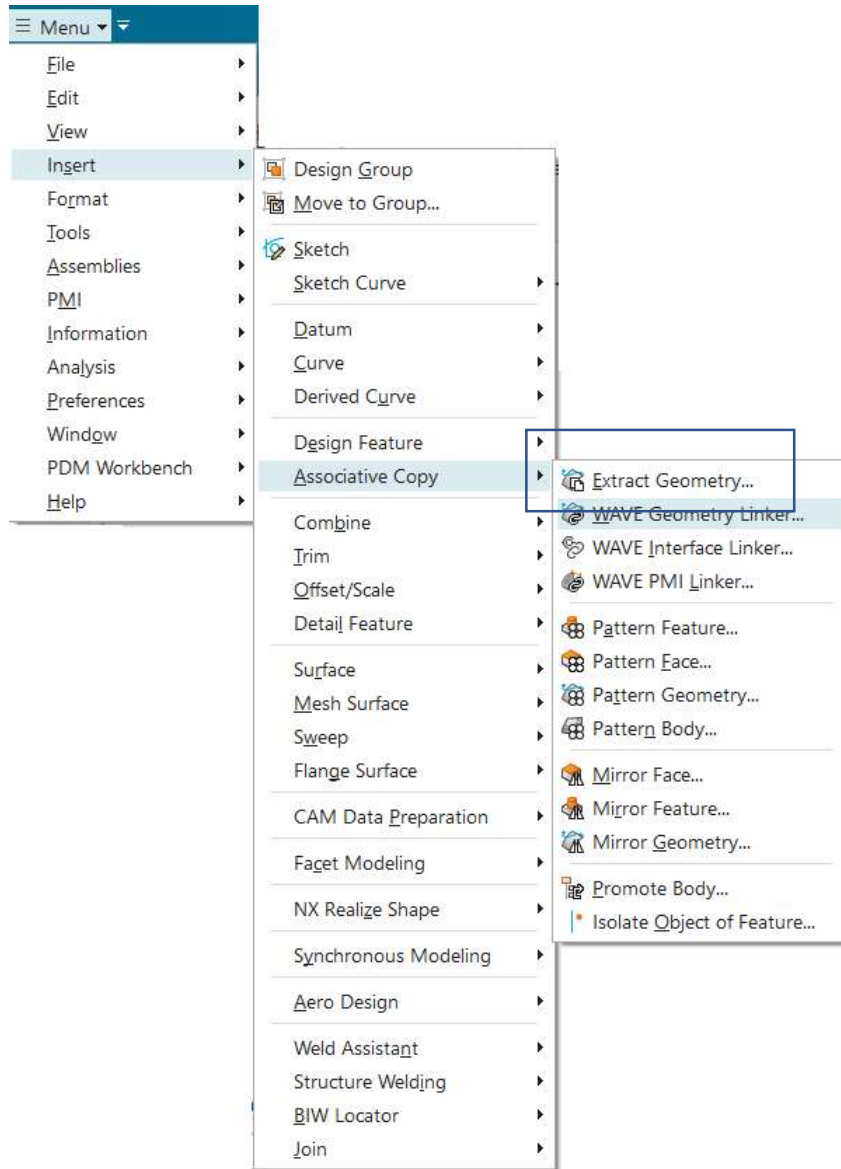 Menu
File
Edit
View
Insert
Format
Tools
Assemblies
PMI
Information
Analysis
Preferences
Window
PDM Workbench
Help
Design Group
Move to Group...
Sketch
Sketch Curve
Datum
Curve
Derived Curve
Design Feature
Associative Copy
Combine
Trim
Offset/Scale
Detail Feature
Surface
Mesh Surface
Sweep
Flange Surface
CAM Data Preparation
Facet Modeling
NX Realize Shape
Synchronous Modeling
Aero Design
Weld Assistant
Structure Welding
BIW Locator
Join
Extract Geometry...
WAVE Geometry Linker...
WAVE Interface Linker...
WAVE PMI Linker...
Pattern Feature...
Pattern Face...
Pattern Geometry...
Pattern Body...
Mirror Face...
Mirror Feature...
Mirror Geometry...
Promote Body...
Isolate Object of Feature...